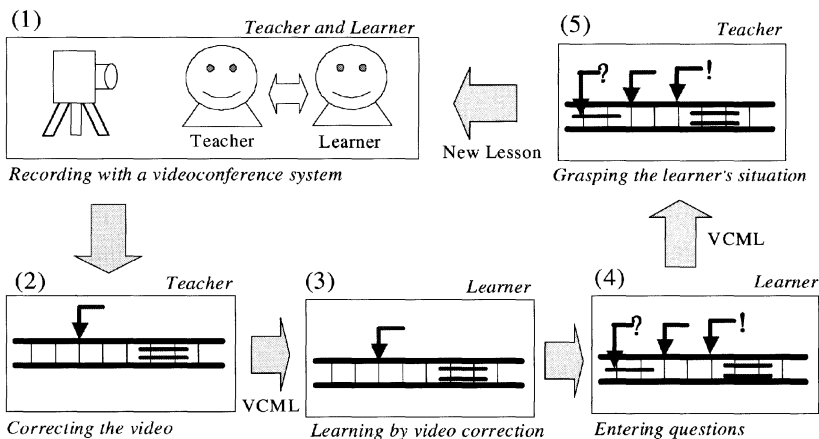 (1)
Teacher and Learner
Teacher
Learner
Recording with a videoconference system
(2)
Teacher
Correcting the video
VCML
(3)
Learner
Learning by video correction
(4)
Learner
?
!
Entering questions
VCML
(5)
Teacher
?
!
Grasping the learner's situation
New Lesson